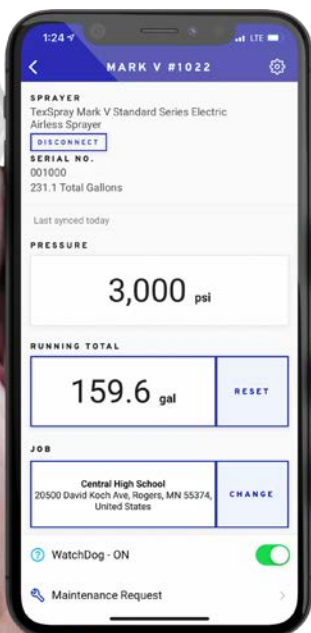 1:24 LTE
MARK V #1022
SPRAYER
TexSpray Mark V Standard Series Electric
Airless Sprayer
DISCONNECT
SERIAL NO.
001000
231.1 Total Gallons
Last synced today
PRESSURE
3,000 psi
RUNNING TOTAL
159.6 gal RESET
JOB
Central High School
20500 David Koch Ave, Rogers, MN 55374,
United States
CHANGE
WatchDog - ON
Maintenance Request